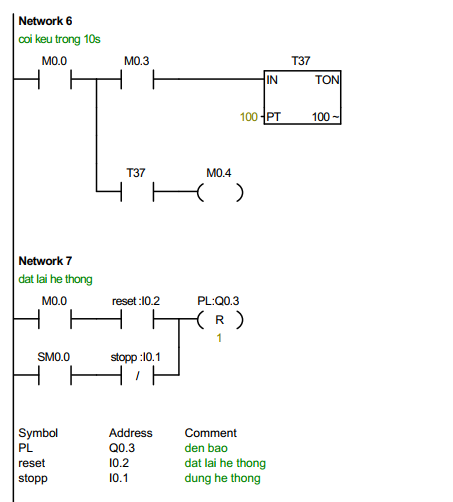 Network 6
coi keu trong 10s
M0.0 M0.3 T37
IN TON
100 PT 100 ~
T37 M0.4
Network 7
dat lai he thong
M0.0 reset :I0.2 PL:Q0.3
R
1
SM0.0 stopp :I0.1
/
Symbol Address Comment
PL Q0.3 den bao
reset I0.2 dat lai he thong
stopp I0.1 dung he thong